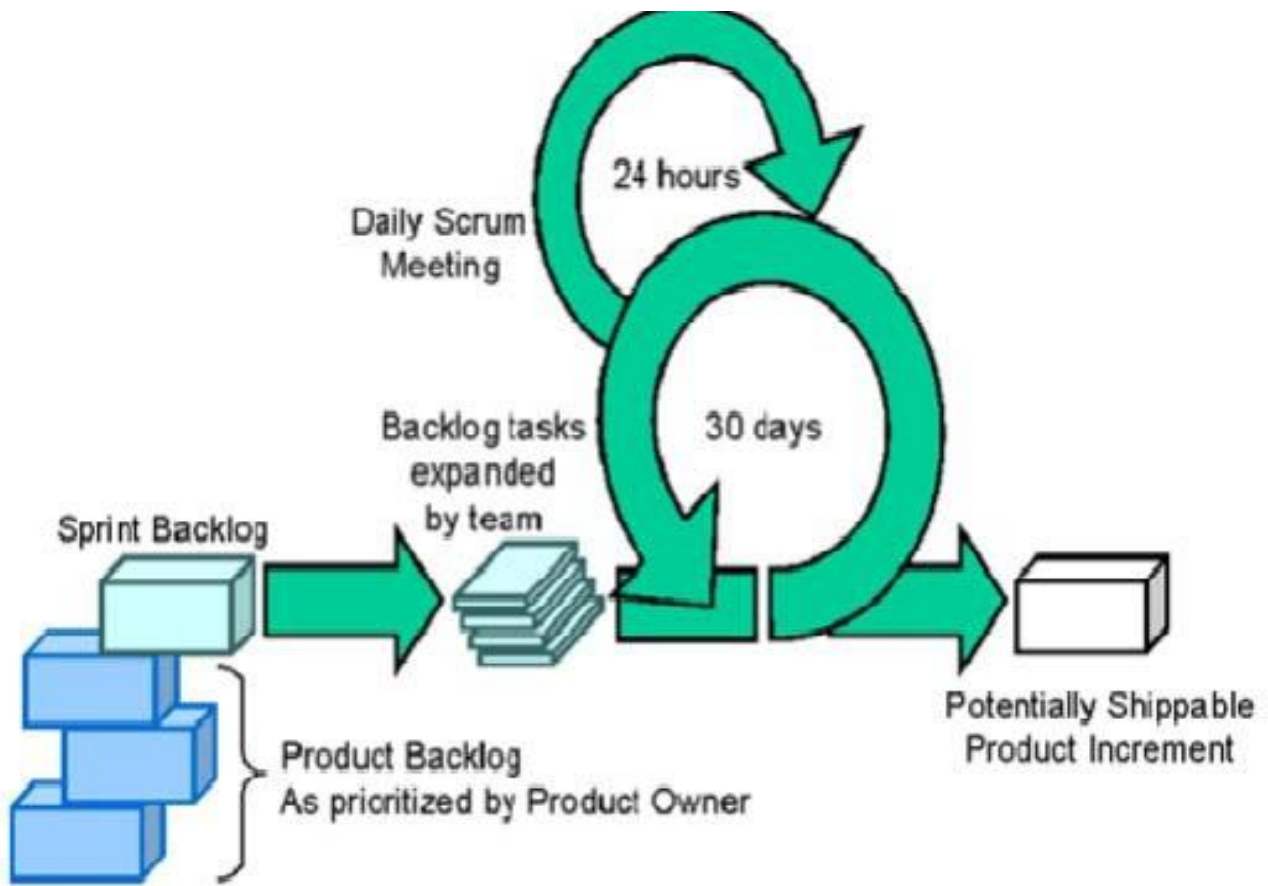 24 hours
Daily Scrum
Meeting
Backlog tasks
expanded
by team
30 days
Sprint Backlog
Potentially Shippable
Product Increment
Product Backlog
As prioritized by Product Owner